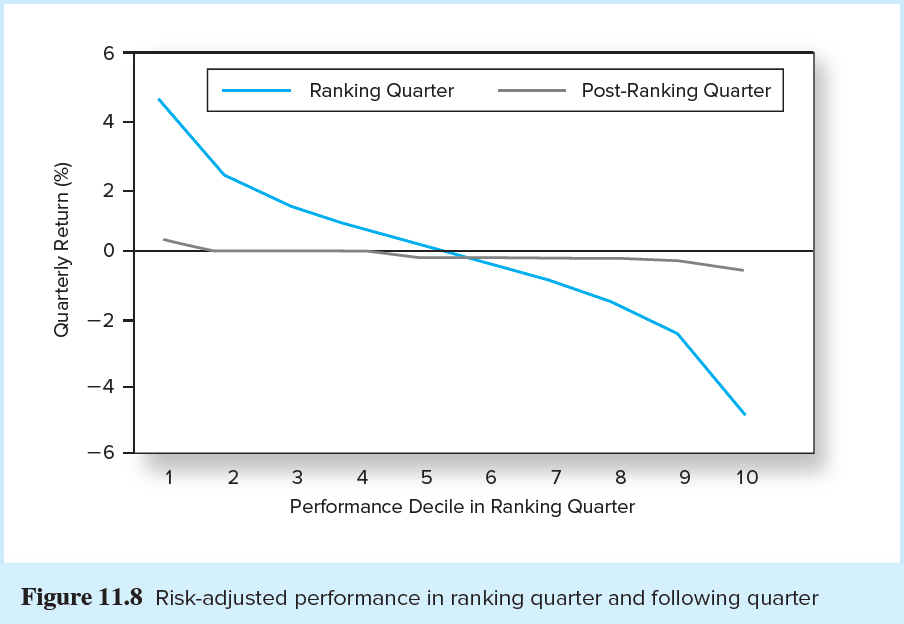 6
Ranking Quarter Post-Ranking Quarter
4
2
0
−2
−4
−6
Quarterly Return (%)
1 2 3 4 5 6 7 8 9 10
Performance Decile in Ranking Quarter
Figure 11.8 Risk-adjusted performance in ranking quarter and following quarter